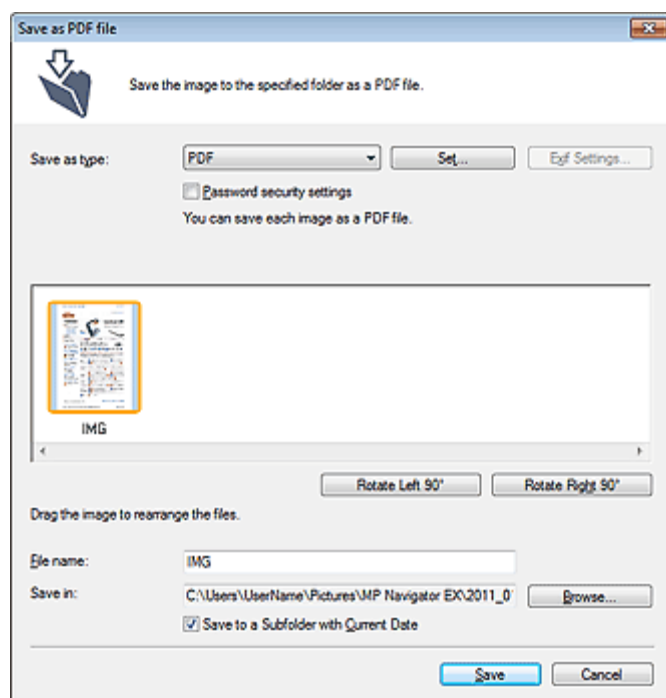 Save as PDF file
Save the image to the specified folder as a PDF file.
Save as type:
PDF
Set...
Exif Settings...
Password security settings
You can save each image as a PDF file.
IMG
Rotate Left 90°
Rotate Right 90°
Drag the image to rearrange the files.
File name:
IMG
Save in:
C:\Users\UserName\Pictures\MP Navigator EX\2011_0
Browse...
Save to a Subfolder with Current Date
Save
Cancel